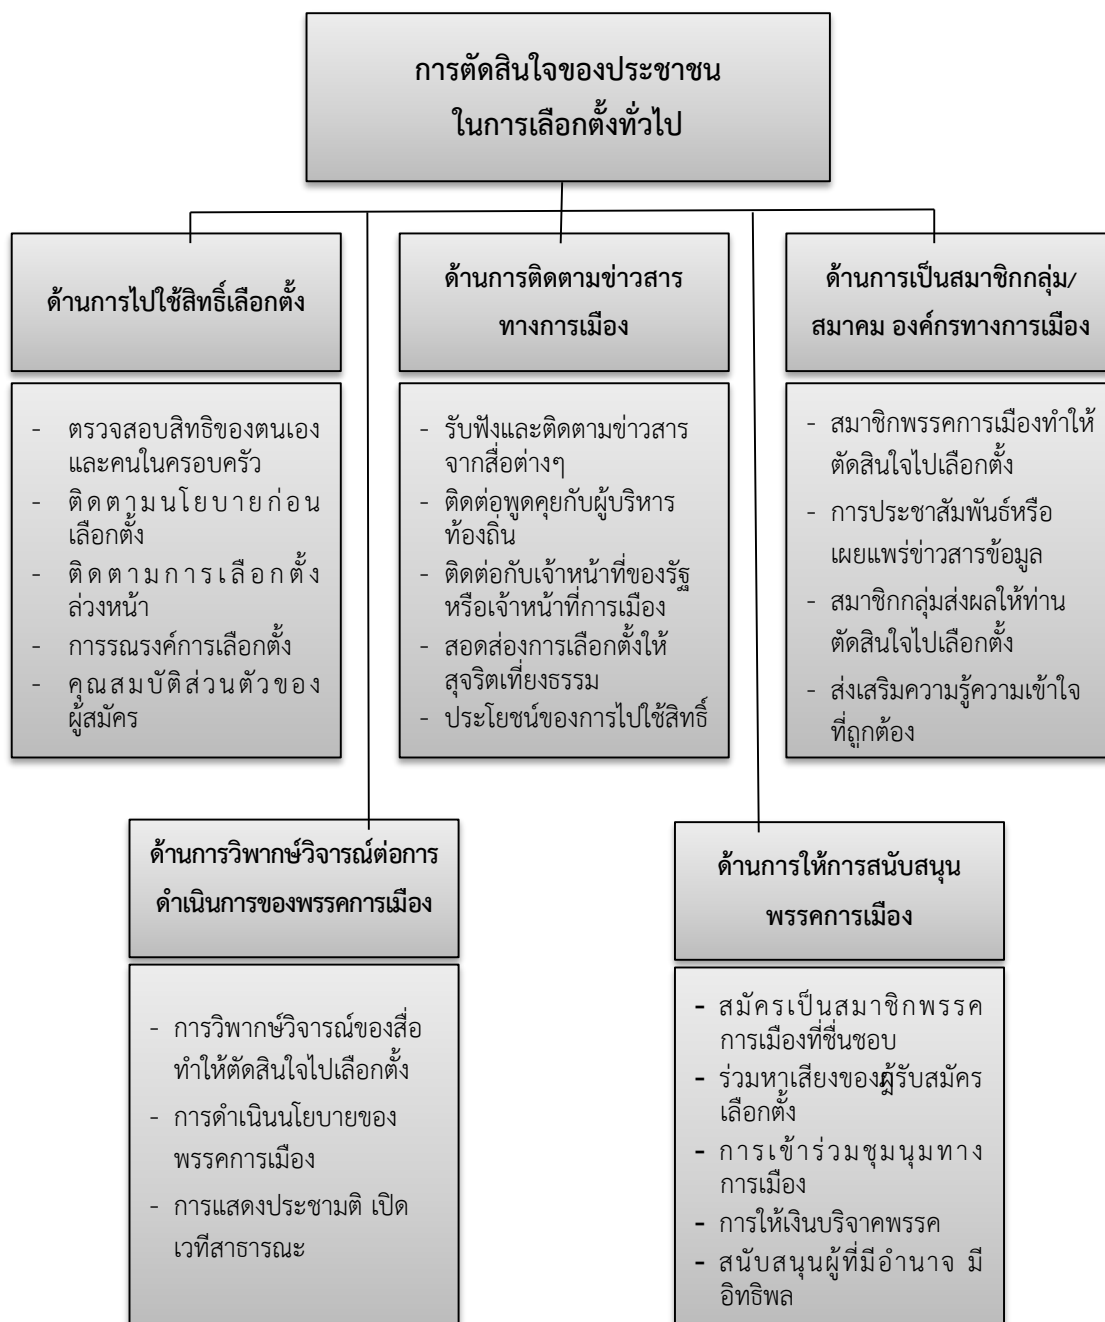 การตัดสินใจของประชาชน
ในการเลือกตั้งทั่วไป
ด้านการไปใช้สิทธิ์เลือกตั้ง
- ตรวจสอบสิทธิของตนเอง
และคนในครอบครัว
- ติดตามนโยบายก่อน
เลือกตั้ง
- ติดตามการเลือกตั้ง
ล่วงหน้า
- การรณรงค์การเลือกตั้ง
- คุณสมบัติส่วนตัวของ
ผู้สมัคร
ด้านการติดตามข่าวสาร
ทางการเมือง
- รับฟังและติดตามข่าวสาร
จากสื่อต่างๆ
- ติดต่อพูดคุยกับผู้บริหาร
ท้องถิ่น
- ติดต่อกับเจ้าหน้าที่ของรัฐ
หรือเจ้าหน้าที่การเมือง
- สอดส่องการเลือกตั้งให้
สุจริตเที่ยงธรรม
- ประโยชน์ของการไปใช้สิทธิ์
ด้านการเป็นสมาชิกกลุ่ม/
สมาคม องค์กรทางการเมือง
- สมาชิกพรรคการเมืองทำให้
ตัดสินใจไปเลือกตั้ง
- การประชาสัมพันธ์หรือ
เผยแพร่ข่าวสารข้อมูล
- สมาชิกกลุ่มส่งผลให้ท่าน
ตัดสินใจไปเลือกตั้ง
- ส่งเสริมความรู้ความเข้าใจ
ที่ถูกต้อง
ด้านการวิพากษ์วิจารณ์ต่อการ
ดำเนินการของพรรคการเมือง
- การวิพากษ์วิจารณ์ของสื่อ
ทำให้ตัดสินใจไปเลือกตั้ง
- การดำเนินนโยบายของ
พรรคการเมือง
- การแสดงประชามติ เปิด
เวทีสาธารณะ
ด้านการให้การสนับสนุน
พรรคการเมือง
- สมัครเป็นสมาชิกพรรค
การเมืองที่ชื่นชอบ
- ร่วมหาเสียงของผู้รับสมัคร
เลือกตั้ง
- การเข้าร่วมชุมนุมทาง
การเมือง
- การให้เงินบริจาคพรรค
- สนับสนุนผู้ที่มีอำนาจ มี
อิทธิพล